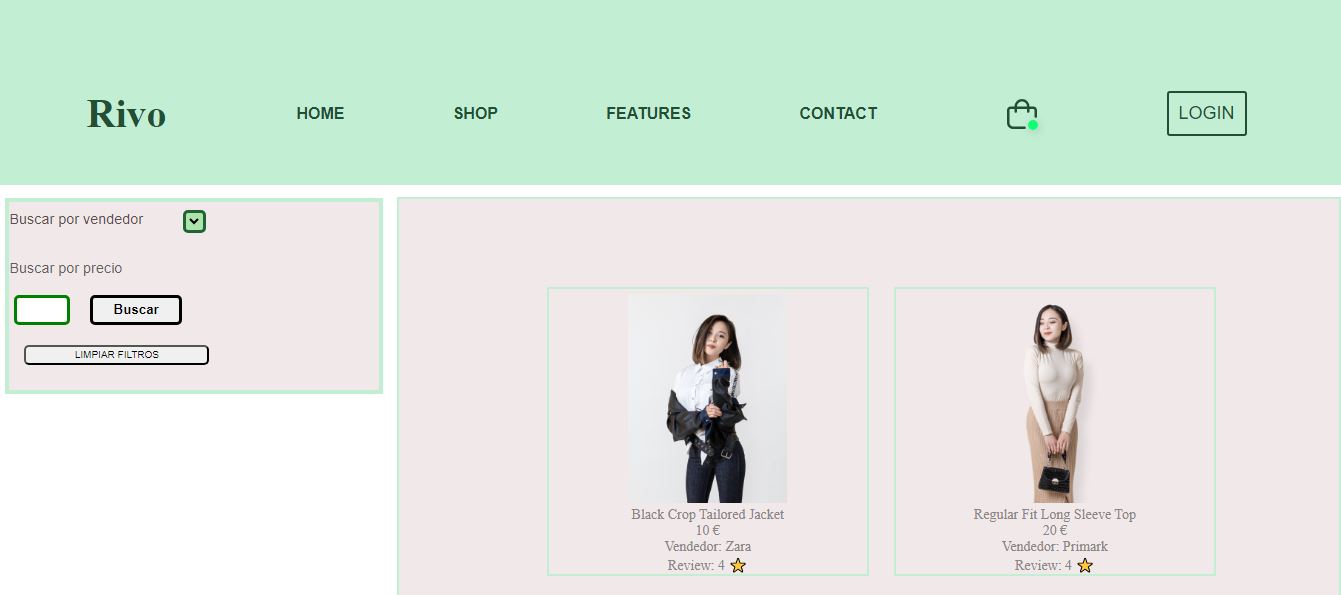 Rivo
HOME
SHOP
FEATURES
CONTACT
LOGIN
Buscar por vendedor
Buscar por precio
Buscar
LIMPIAR FILTROS
Black Crop Tailored Jacket
10 €
Vendedor: Zara
Review: 4 ⭐
Regular Fit Long Sleeve Top
20 €
Vendedor: Primark
Review: 4 ⭐